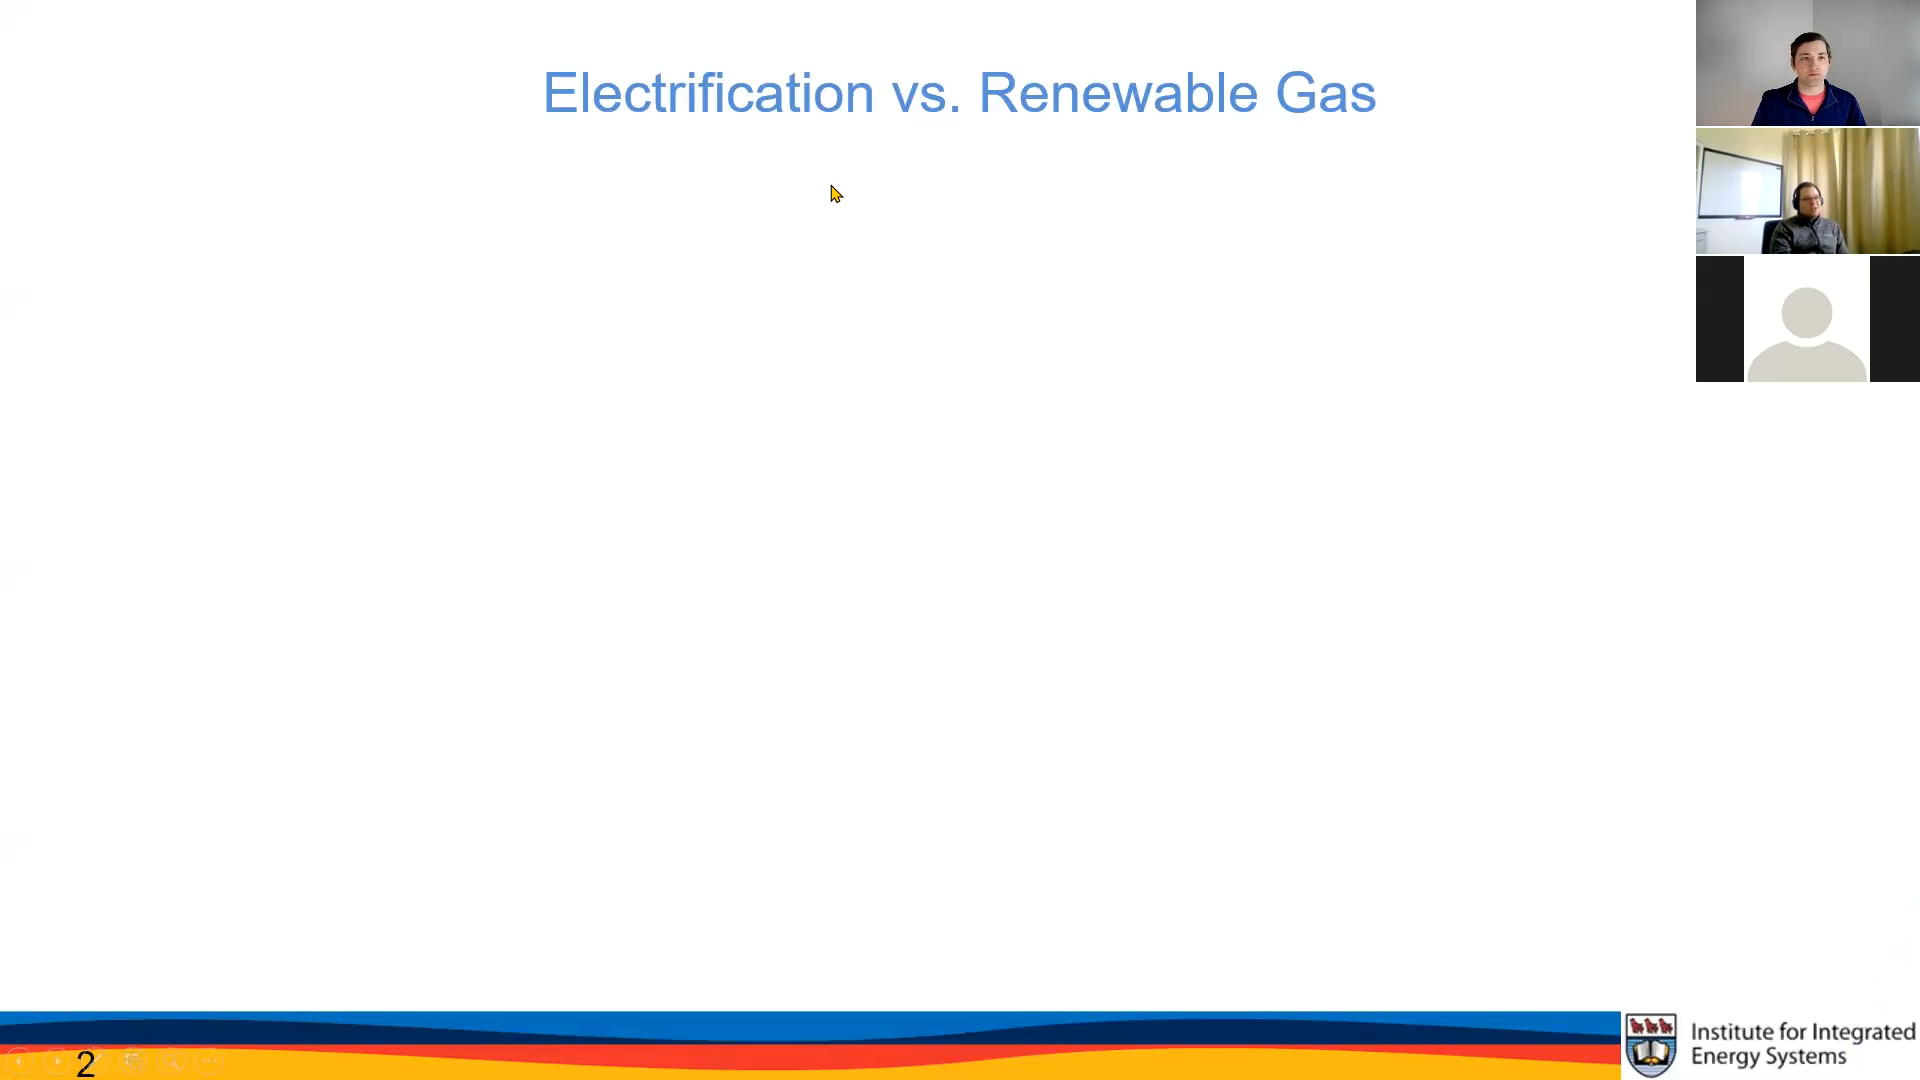 Electrification vs. Renewable Gas
2
Institute for Integrated
Energy Systems